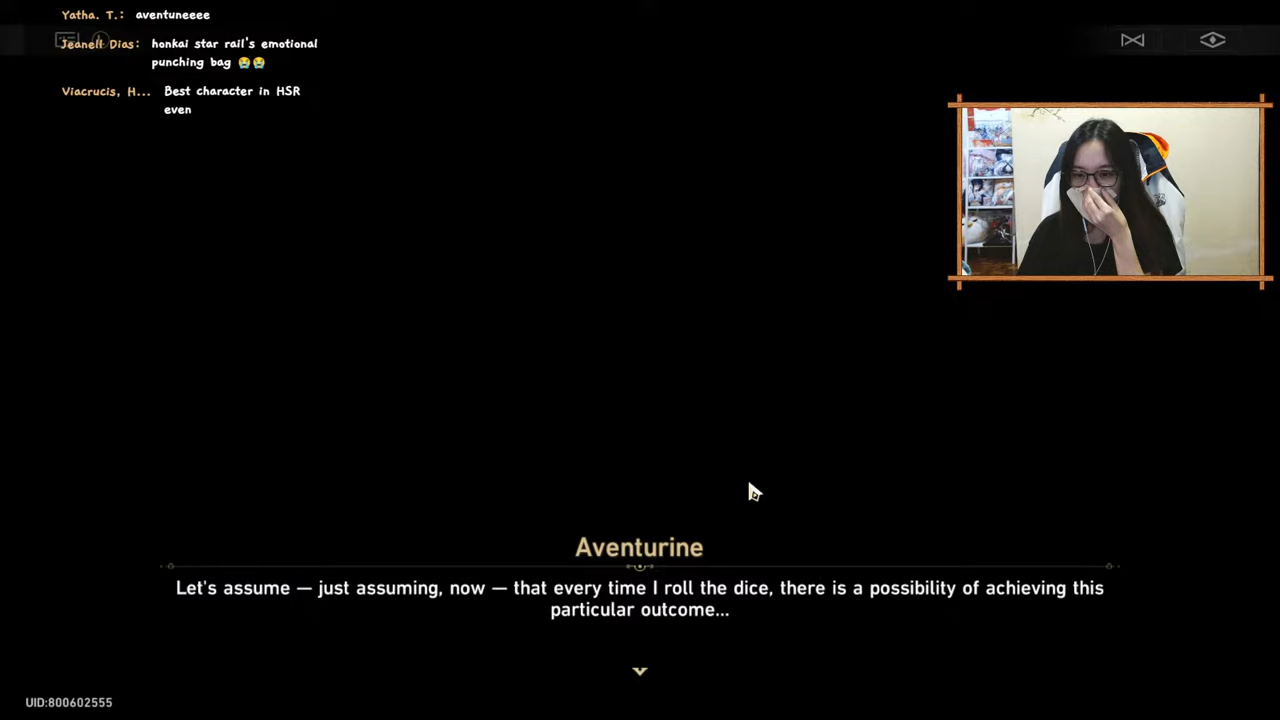 Yatha. T.: aventuneeee
Jeanell Dias: honkai star rail's emotional
punching bag 😭😭
Viacrucis, H... Best character in HSR
even
Aventurine
Let's assume — just assuming, now — that every time I roll the dice, there is a possibility of achieving this
particular outcome...
UID:800602555